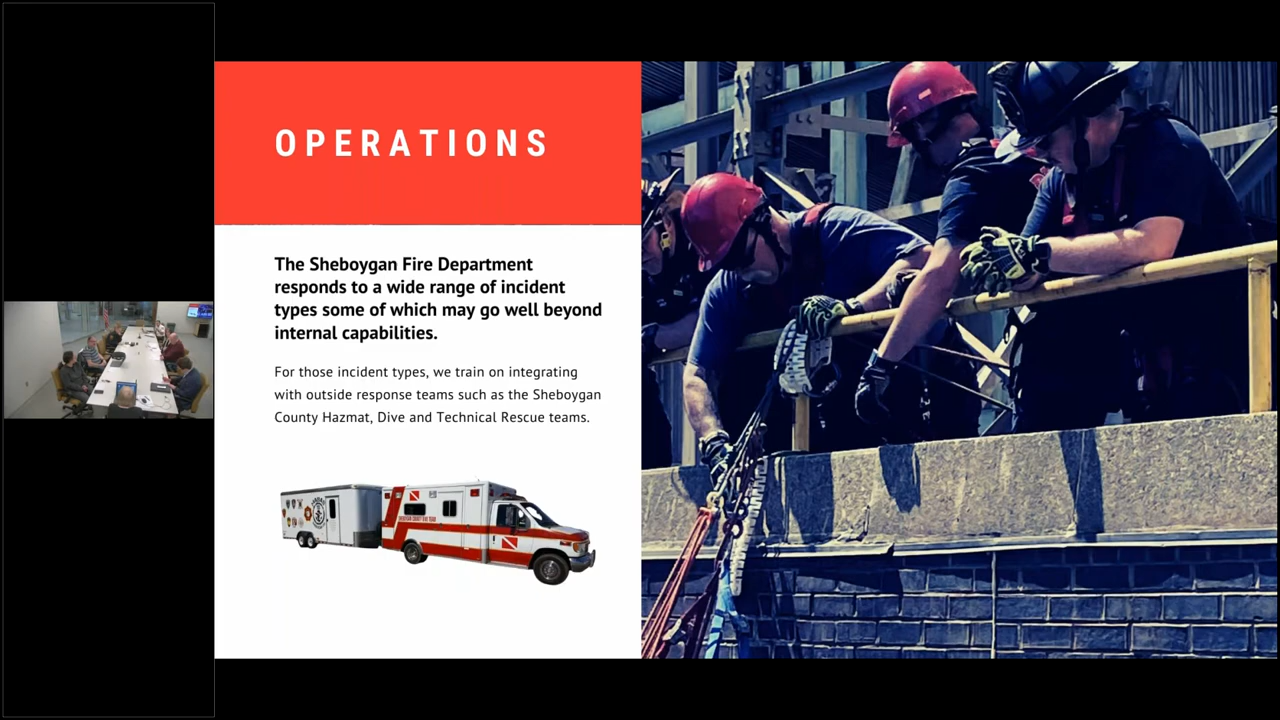 OPERATIONS
The Sheboygan Fire Department
responds to a wide range of incident
types some of which may go well beyond
internal capabilities.
For those incident types, we train on integrating
with outside response teams such as the Sheboygan
County Hazmat, Dive and Technical Rescue teams.